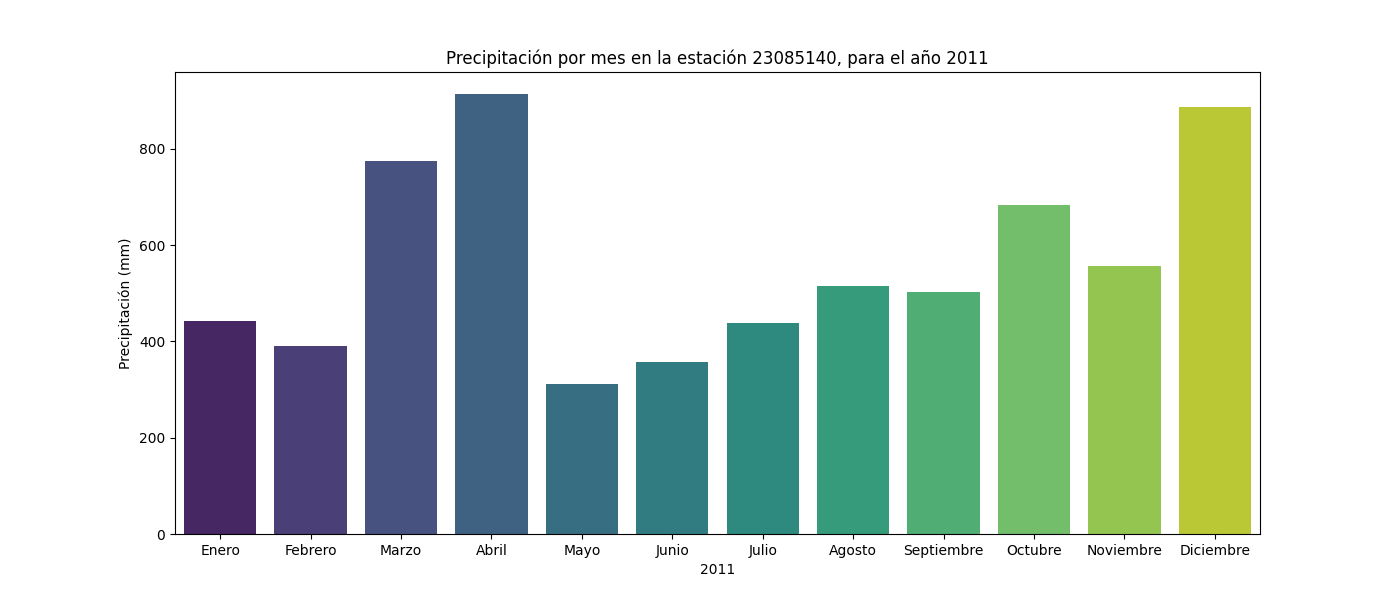 Precipitación por mes en la estación 23085140, para el año 2011
Precipitación (mm)
800
600
400
200
0
Enero Febrero Marzo Abril Mayo Junio Julio Agosto Septiembre Octubre Noviembre Diciembre
2011